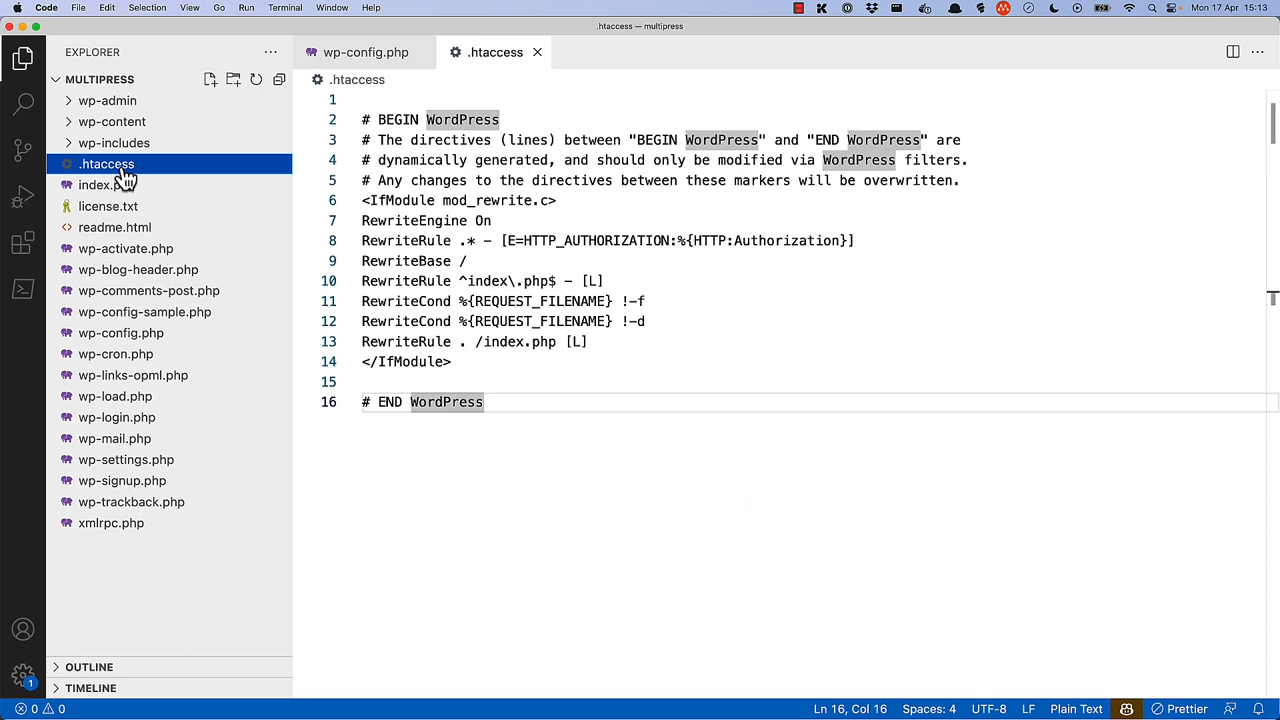 Code File Edit Selection View Go Run Terminal Window Help Mon 17 Apr 15:13
.htaccess — multipress
EXPLORER
MULTIPRESS
wp-admin
wp-content
wp-includes
.htaccess
license.txt
readme.html
wp-activate.php
wp-blog-header.php
wp-comments-post.php
wp-config-sample.php
wp-config.php
wp-cron.php
wp-links-opml.php
wp-load.php
wp-login.php
wp-mail.php
wp-settings.php
wp-signup.php
wp-trackback.php
xmlrpc.php
OUTLINE
TIMELINE
wp-config.php .htaccess
.htaccess
1
2 # BEGIN WordPress
3 # The directives (lines) between "BEGIN WordPress" and "END WordPress" are
4 # dynamically generated, and should only be modified via WordPress filters.
5 # Any changes to the directives between these markers will be overwritten.
6 <IfModule mod_rewrite.c>
7 RewriteEngine On
8 RewriteRule .* - [E=HTTP_AUTHORIZATION:%{HTTP:Authorization}]
9 RewriteBase /
10 RewriteRule ^index\.php$ - [L]
11 RewriteCond %{REQUEST_FILENAME} !-f
12 RewriteCond %{REQUEST_FILENAME} !-d
13 RewriteRule . /index.php [L]
14 </IfModule>
15
16 # END WordPress
1
0 0 Ln 16, Col 16 Spaces: 4 UTF-8 LF Plain Text Prettier